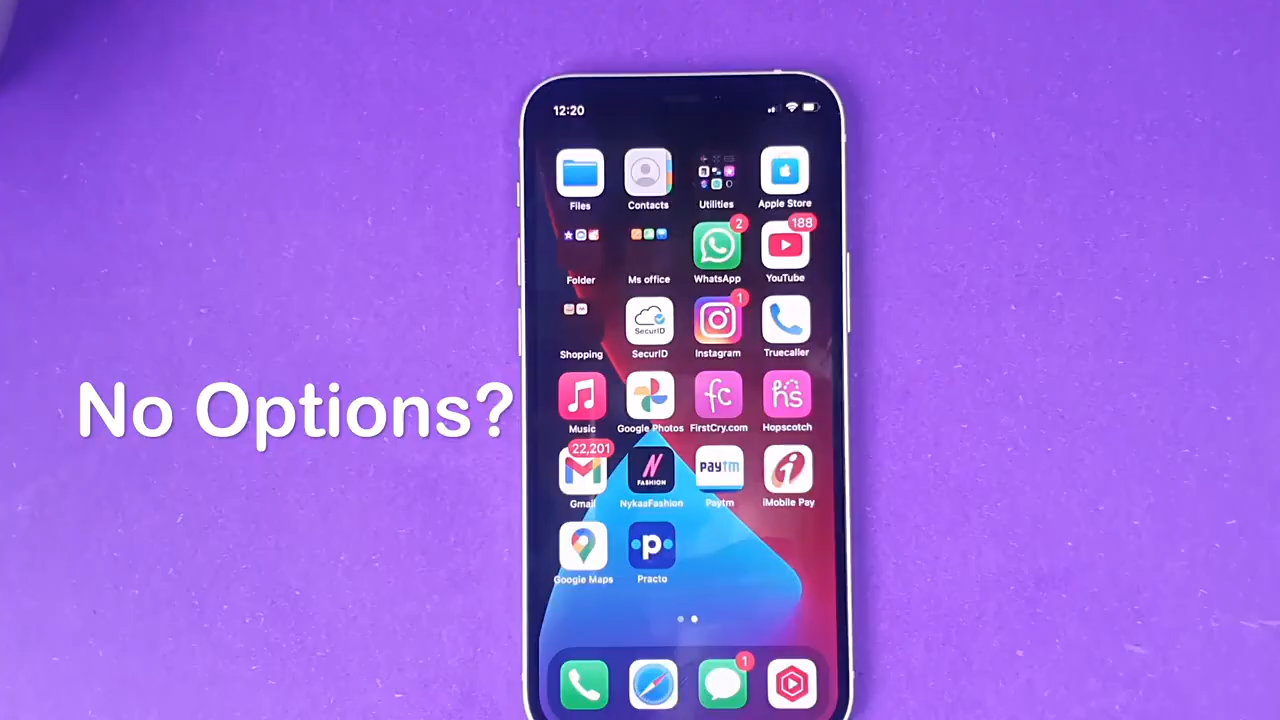 12:20
Files Contacts Utilities Apple Store
2 188
Folder Ms office WhatsApp YouTube
SecurID 1
Shopping SecurID Instagram Truecaller
fc hs
Music Google Photos FirstCry.com Hopscotch
22,201
N FASHION paytm i
Gmail NykaaFashion Paytm iMobile Pay
p
Google Maps Practo
1
No Options?